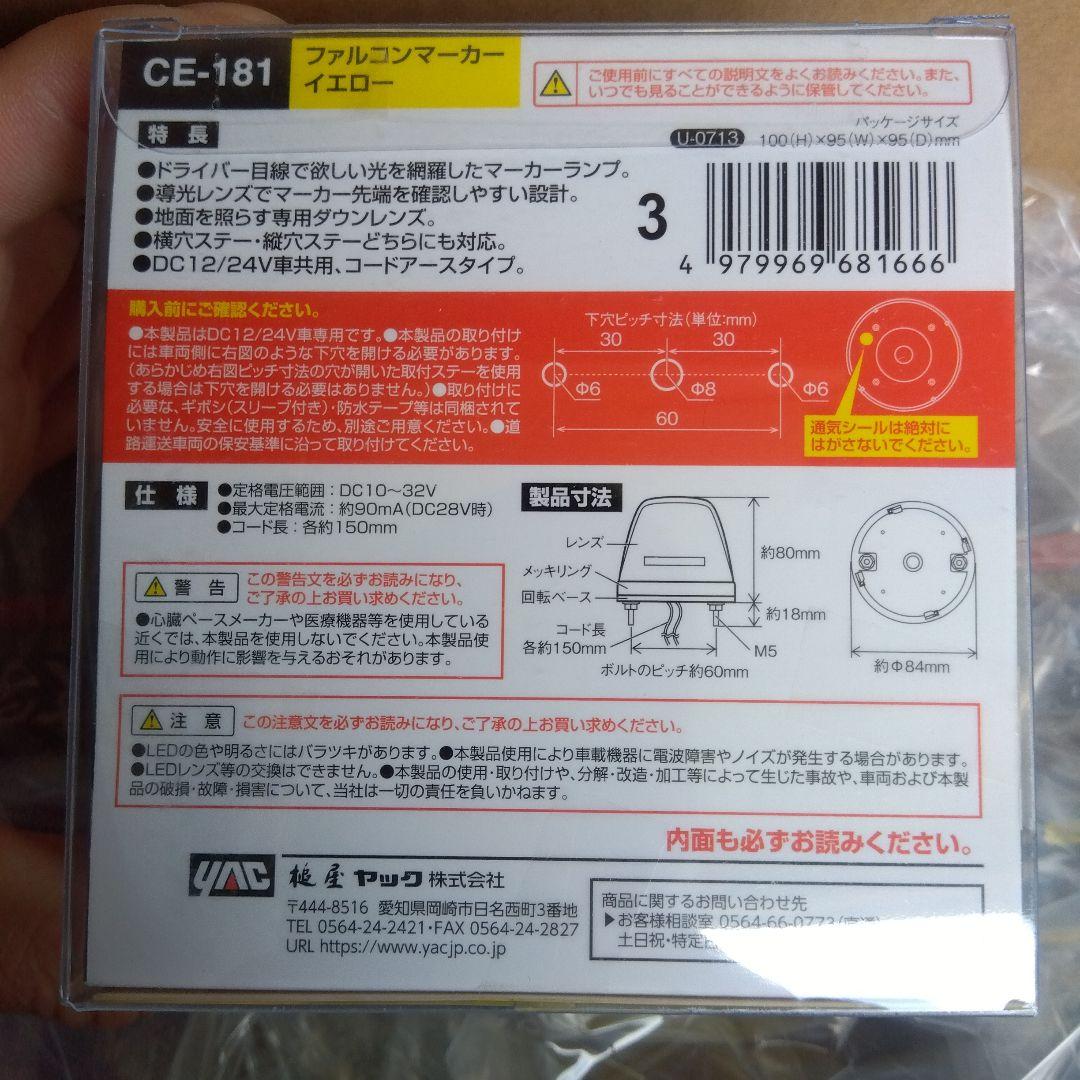 CE-181
ファルコンマーカー
イエロー
ご使用前にすべての説明文をよくお読みください。また、
いつでも見ることができるように保管してください。
特長
U-0713
パッケージサイズ
100(H)×95(W)×95(D)mm
●ドライバー目線で欲しい光を網羅したマーカーランプ。
●導光レンズでマーカー先端を確認しやすい設計。
●地面を照らす専用ダウンレンズ。
●横穴ステー・縦穴ステーどちらにも対応。
●DC12/24V車共用、コードアースタイプ。
3
4 979969 681666
購入前にご確認ください。
●本製品はDC12/24V車専用です。●本製品の取り付け
には車両側に右図のような下穴を開ける必要があります。
(あらかじめ右図ピッチ寸法の穴が開いた取付ステーを使用
する場合は下穴を開ける必要はありません。)●取り付けに
必要な、ギボシ(スリーブ付き)・防水テープ等は同梱されて
いません。安全に使用するため、別途ご用意ください。●道
路運送車両の保安基準に沿って取り付けてください。
下穴ピッチ寸法(単位:mm)
30 30
Φ6 Φ8 Φ6
60
通気シールは絶対に
はがさないでください。
仕様
●定格電圧範囲:DC10〜32V
●最大定格電流:約90mA(DC28V時)
●コード長:各約150mm
製品寸法
レンズ
メッキリング
回転ベース
コード長
各約150mm
ボルトのピッチ約60mm
約80mm
約18mm
M5
約Φ84mm
警告
この警告文を必ずお読みになり、
ご了承の上お買い求めください。
●心臓ペースメーカーや医療機器等を使用している
近くでは、本製品を使用しないでください。本製品使
用により動作に影響を与えるおそれがあります。
注意
この注意文を必ずお読みになり、ご了承の上お買い求めください。
●LEDの色や明るさにはバラツキがあります。●本製品使用により車載機器に電波障害やノイズが発生する場合があります。
●LEDレンズ等の交換はできません。●本製品の使用・取り付けや、分解・改造・加工等によって生じた事故や、車両および本製
品の破損・故障・損害について、当社は一切の責任を負いかねます。
内面も必ずお読みください。
YAC 槌屋ヤック株式会社
〒444-8516 愛知県岡崎市日名西町3番地
TEL 0564-24-2421・FAX 0564-24-2827
URL https://www.yacjp.co.jp
商品に関するお問い合わせ先
▶お客様相談室 0564-66-0773(直通)
土日祝・特定